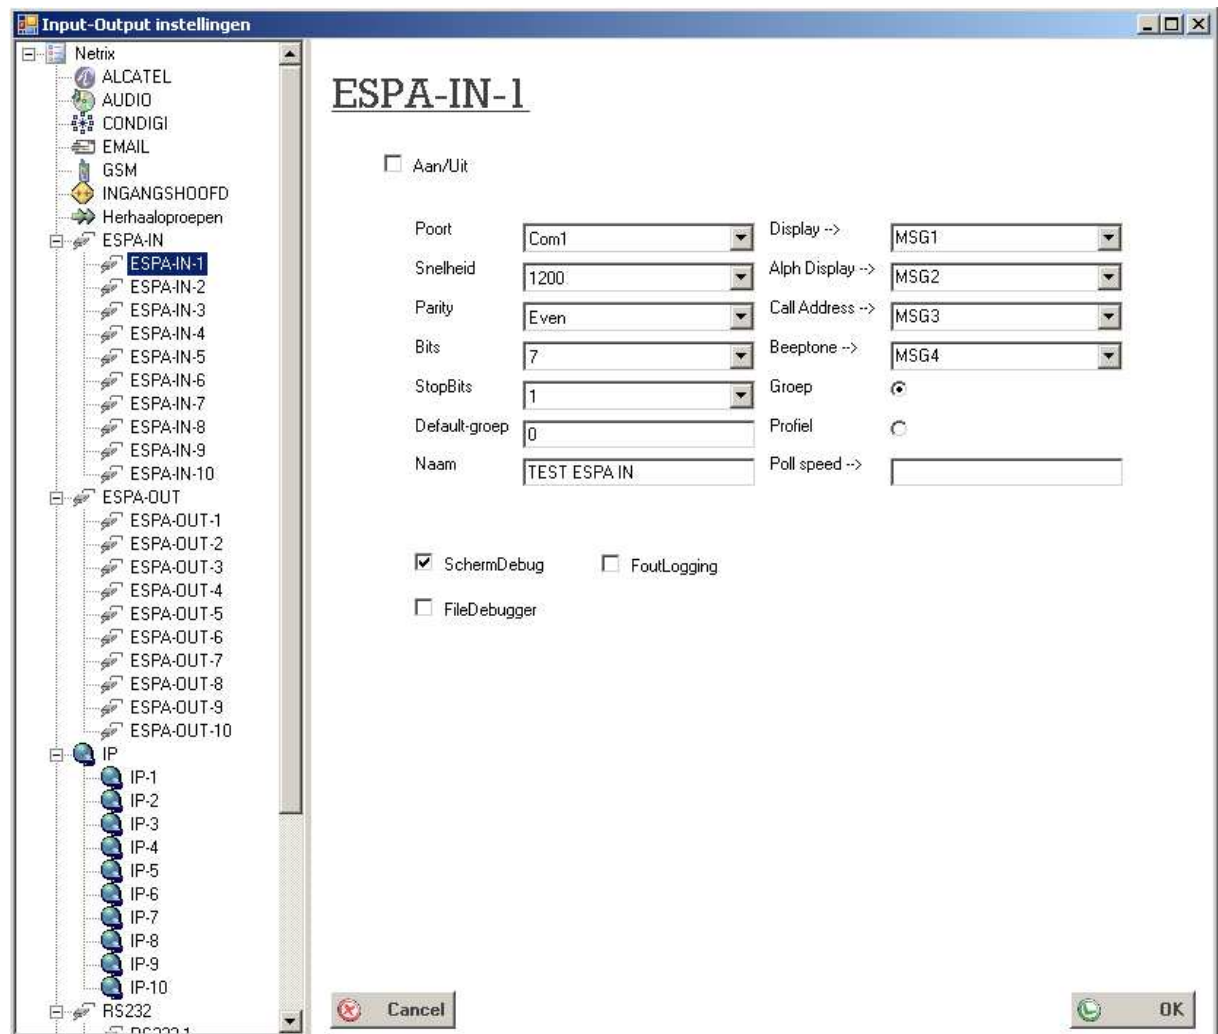 Input-Output instellingen
Netrix
ALCATEL
AUDIO
CONDIGI
EMAIL
GSM
INGANGSHOOFD
Herhaaloproepen
ESPA-IN
ESPA-IN-1
ESPA-IN-2
ESPA-IN-3
ESPA-IN-4
ESPA-IN-5
ESPA-IN-6
ESPA-IN-7
ESPA-IN-8
ESPA-IN-9
ESPA-IN-10
ESPA-OUT
ESPA-OUT-1
ESPA-OUT-2
ESPA-OUT-3
ESPA-OUT-4
ESPA-OUT-5
ESPA-OUT-6
ESPA-OUT-7
ESPA-OUT-8
ESPA-OUT-9
ESPA-OUT-10
IP
IP-1
IP-2
IP-3
IP-4
IP-5
IP-6
IP-7
IP-8
IP-9
IP-10
RS232
ESPA-IN-1
Aan/Uit
Poort Com1 Display --> MSG1
Snelheid 1200 Alph Display --> MSG2
Parity Even Call Address --> MSG3
Bits 7 Beeptone --> MSG4
StopBits 1 Groep
Default-groep 0 Profiel
Naam TEST ESPA IN Poll speed -->
SchermDebug FoutLogging
FileDebugger
Cancel OK